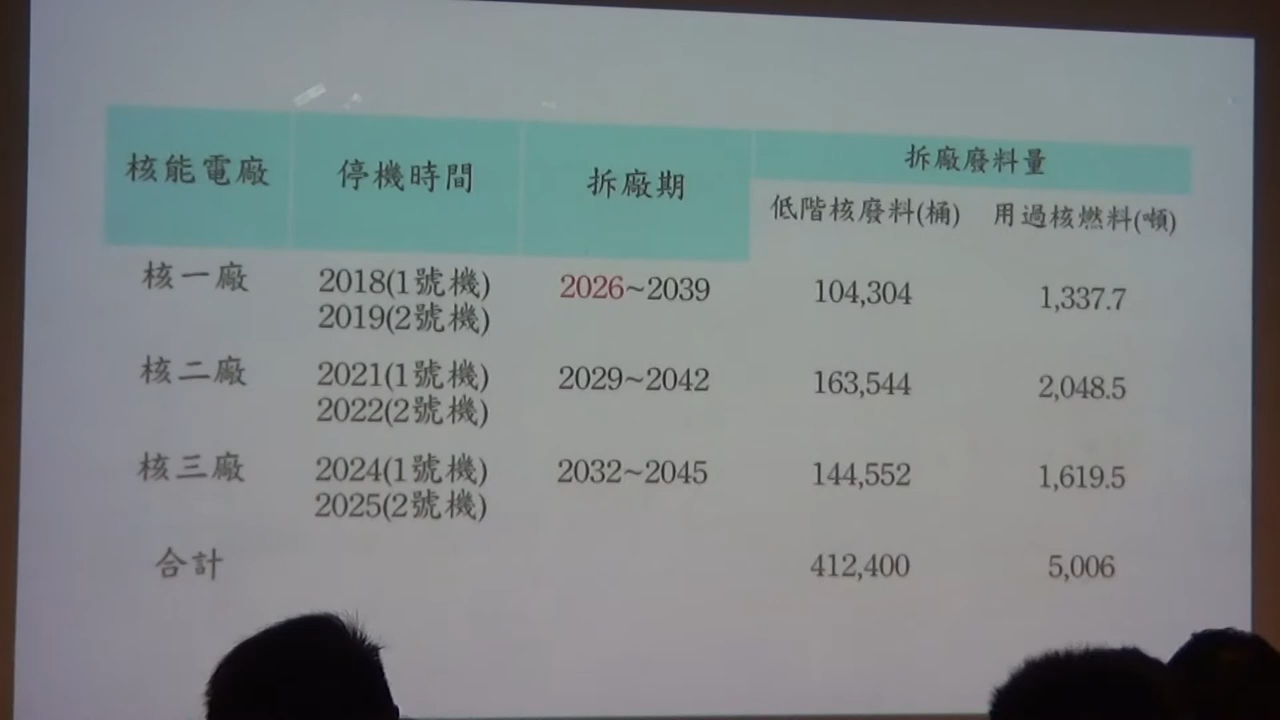 核能電廠 停機時間 拆廠期 拆廠廢料量
低階核廢料(桶) 用過核燃料(噸)
核一廠 2018(1號機) 2026~2039 104,304 1,337.7
2019(2號機)
核二廠 2021(1號機) 2029~2042 163,544 2,048.5
2022(2號機)
核三廠 2024(1號機) 2032~2045 144,552 1,619.5
2025(2號機)
合計 412,400 5,006